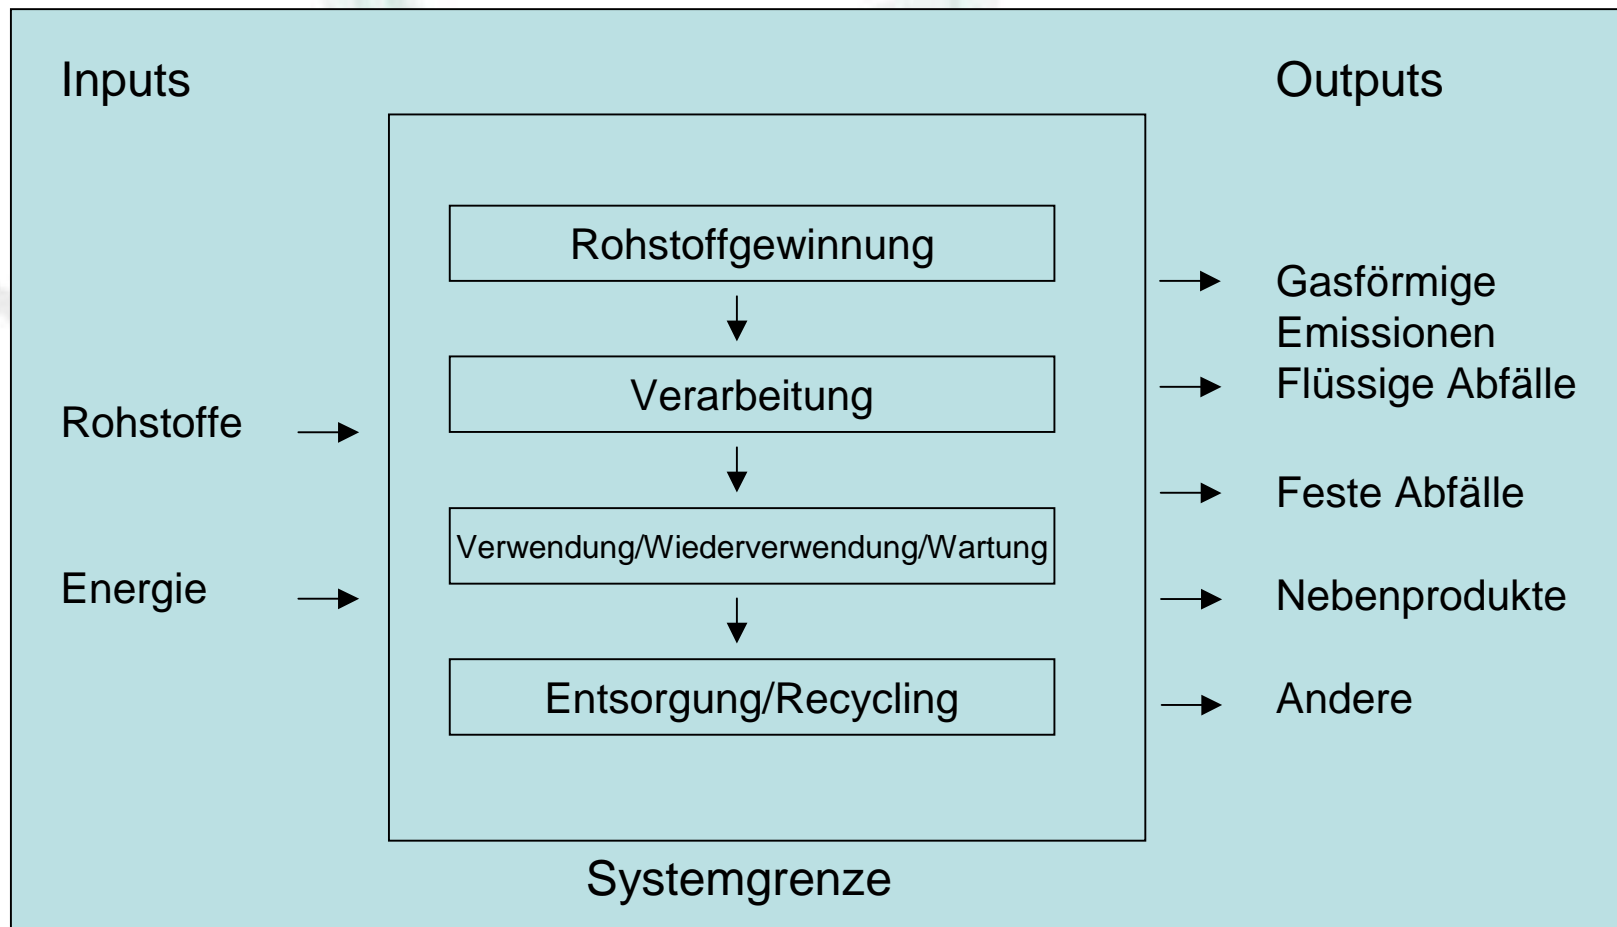 Inputs
Outputs
Rohstoffgewinnung
Gasförmige
Emissionen
Verarbeitung
Flüssige Abfälle
Rohstoffe
Feste Abfälle
Verwendung/Wiederverwendung/Wartung
Energie
Nebenprodukte
Entsorgung/Recycling
Andere
Systemgrenze